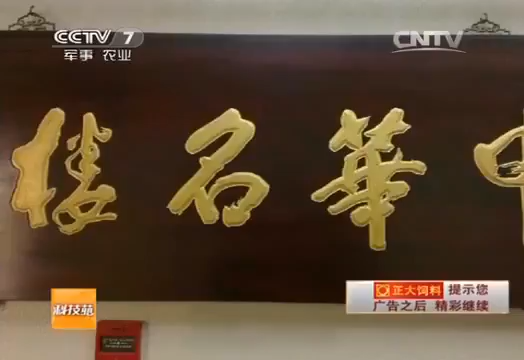 CCTV 7
军事 农业
CNTV
中華名楼
科技苑
正大饲料 提示您
广告之后 精彩继续